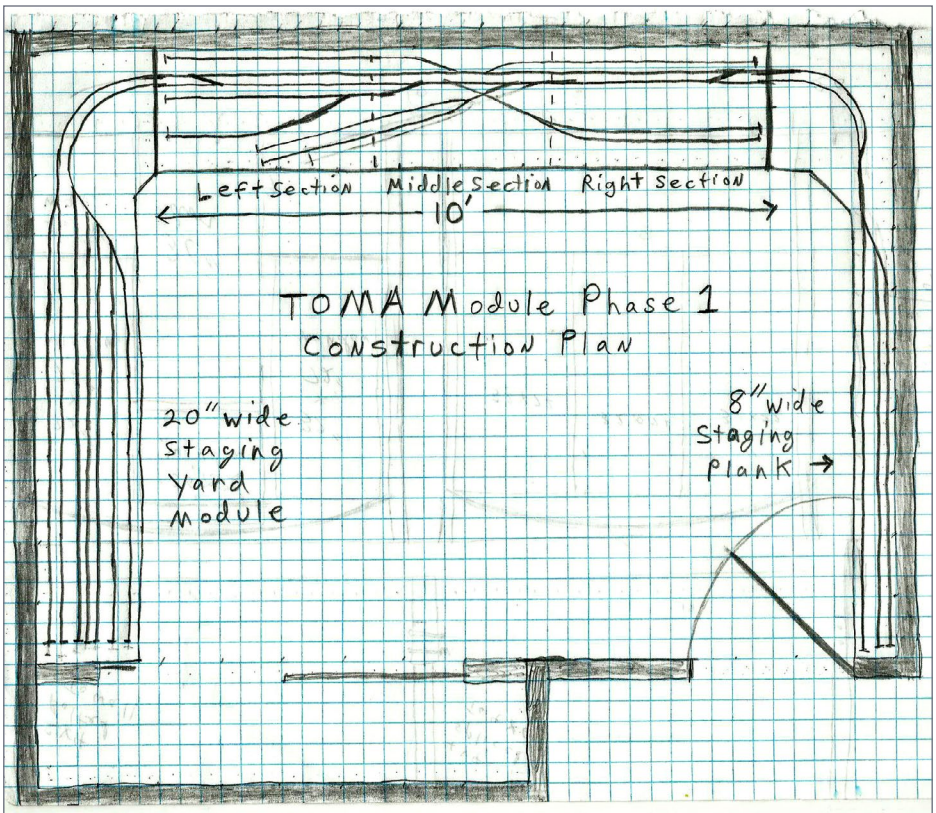 Left Section Middle Section Right Section
10'
TOMA Module Phase 1
Construction Plan
20" wide
Staging
Yard
Module
8" wide
Staging
Plank →